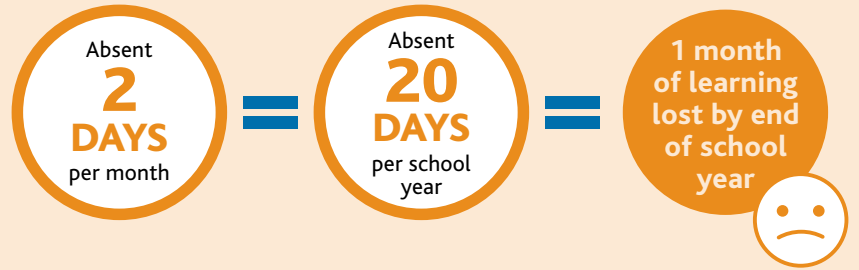 Absent
2
DAYS
per month
=
Absent
20
DAYS
per school
year
=
1 month
of learning
lost by end
of school
year